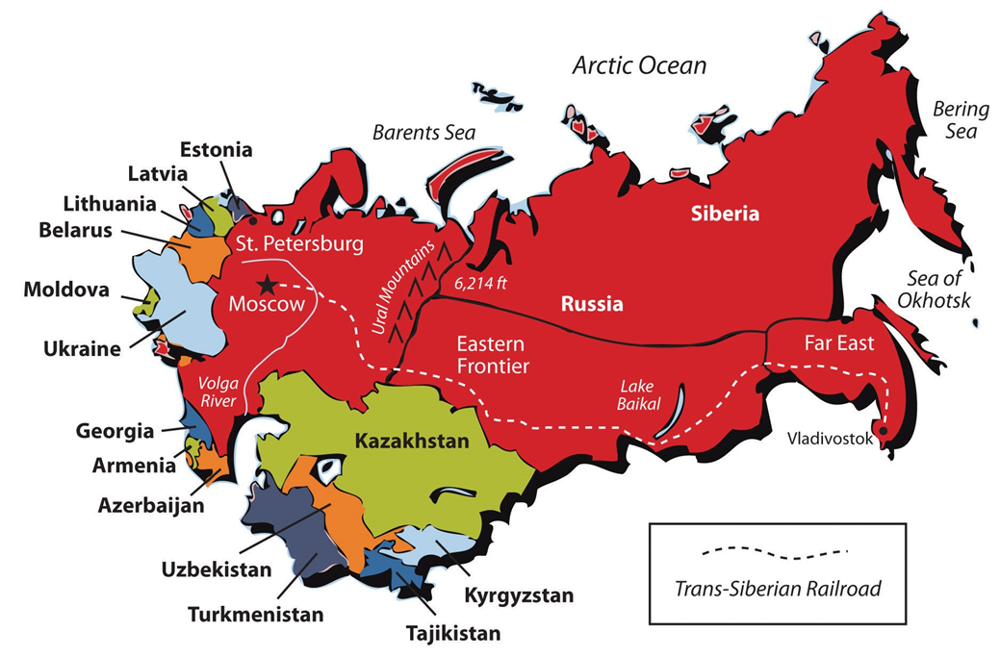 Arctic Ocean
Barents Sea
Bering
Sea
Estonia
Latvia
Lithuania
Belarus
St. Petersburg
Siberia
Moldova
Moscow
Ural Mountains
6,214 ft
Russia
Sea of
Okhotsk
Ukraine
Eastern
Frontier
Far East
Volga
River
Lake
Baikal
Georgia
Kazakhstan
Vladivostok
Armenia
Azerbaijan
Uzbekistan
Turkmenistan
Kyrgyzstan
Tajikistan
Trans-Siberian Railroad